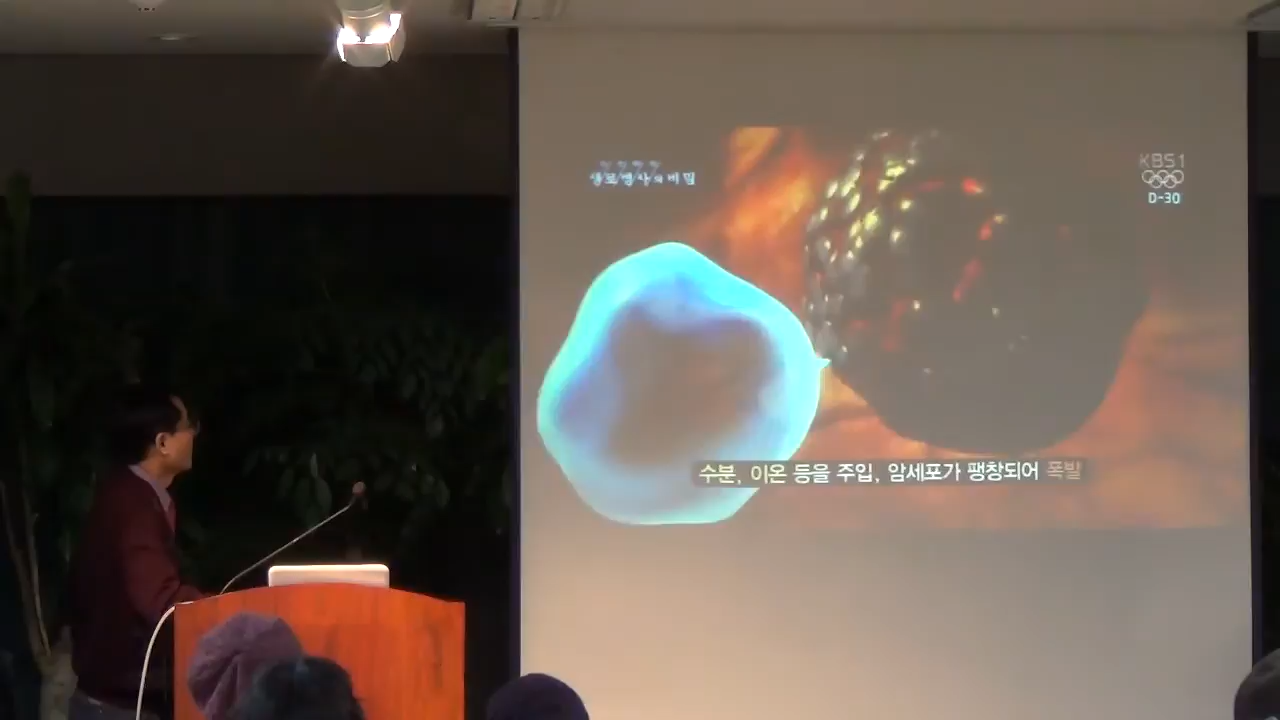 생로병사의 비밀
KBS1
D-30
수분, 이온 등을 주입, 암세포가 팽창되어 폭발